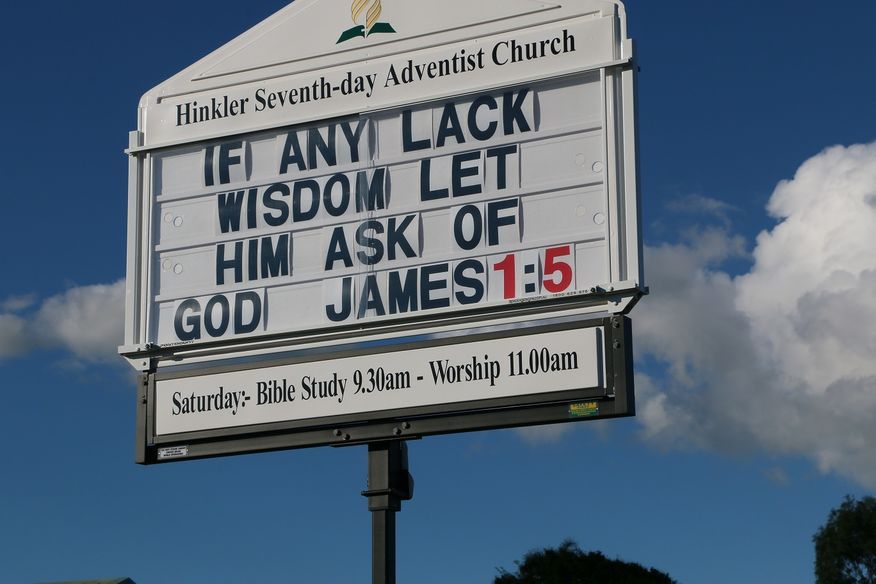 Hinkler Seventh-day Adventist Church
IF ANY LACK
WISDOM LET
HIM ASK OF
GOD JAMES 1:5
Saturday:- Bible Study 9.30am - Worship 11.00am